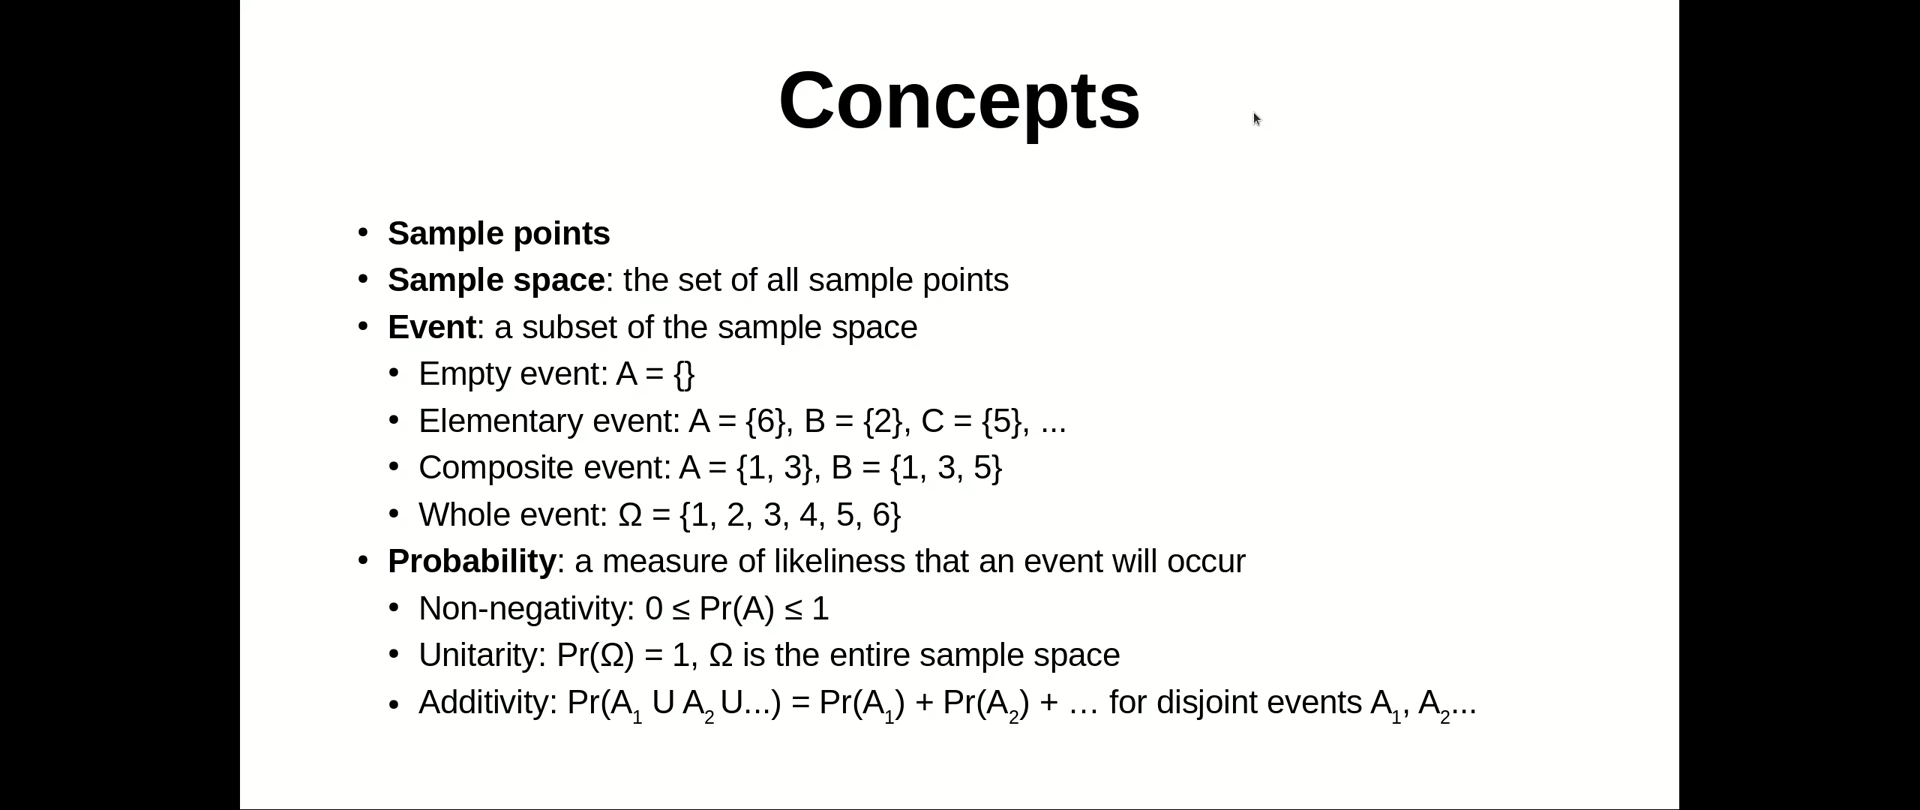 Concepts
• Sample points
• Sample space: the set of all sample points
• Event: a subset of the sample space
• Empty event: A = {}
• Elementary event: A = {6}, B = {2}, C = {5}, ...
• Composite event: A = {1, 3}, B = {1, 3, 5}
• Whole event: Ω = {1, 2, 3, 4, 5, 6}
• Probability: a measure of likeliness that an event will occur
• Non-negativity: 0 ≤ Pr(A) ≤ 1
• Unitarity: Pr(Ω) = 1, Ω is the entire sample space
• Additivity: Pr(A₁ U A₂ U...) = Pr(A₁) + Pr(A₂) + … for disjoint events A₁, A₂...